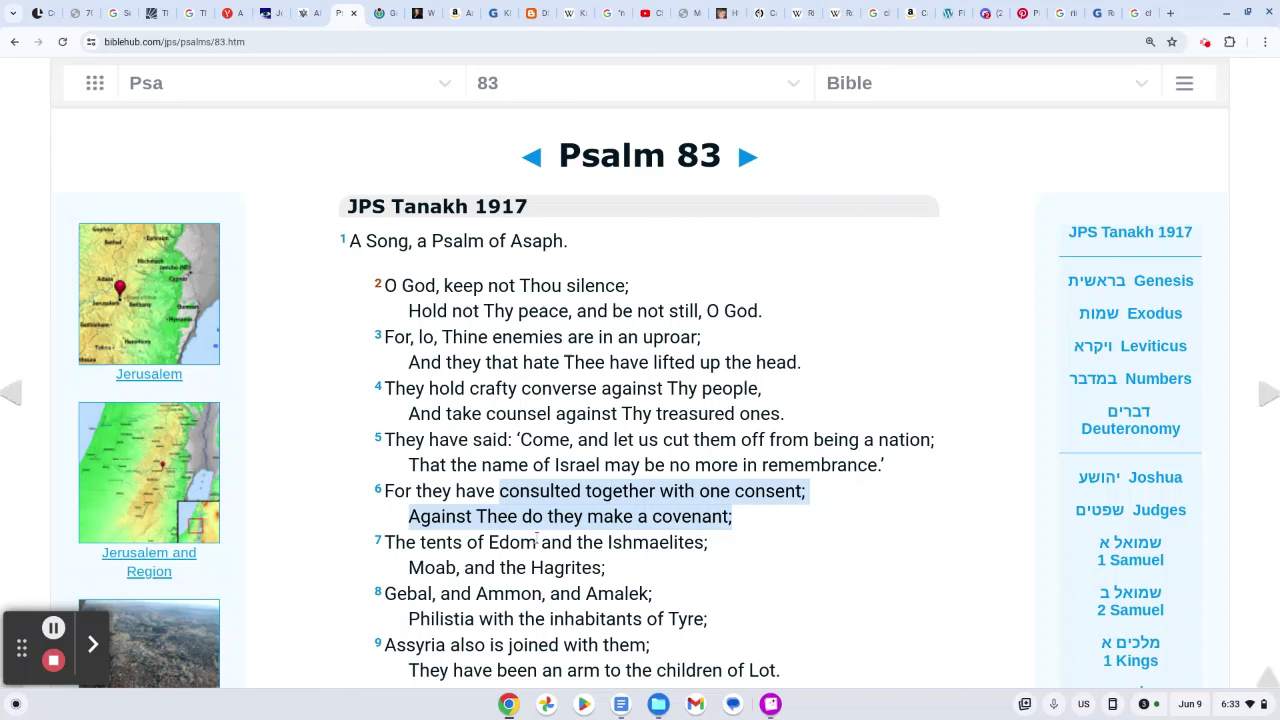 biblehub.com/jps/psalms/83.htm
Psa
83
Bible
◄ Psalm 83 ►
JPS Tanakh 1917
1 A Song, a Psalm of Asaph.
2 O God, keep not Thou silence;
Hold not Thy peace, and be not still, O God.
3 For, lo, Thine enemies are in an uproar;
And they that hate Thee have lifted up the head.
4 They hold crafty converse against Thy people,
And take counsel against Thy treasured ones.
5 They have said: ‘Come, and let us cut them off from being a nation;
That the name of Israel may be no more in remembrance.’
6 For they have consulted together with one consent;
Against Thee do they make a covenant;
7 The tents of Edom and the Ishmaelites;
Moab, and the Hagrites;
8 Gebal, and Ammon, and Amalek;
Philistia with the inhabitants of Tyre;
9 Assyria also is joined with them;
They have been an arm to the children of Lot.
Jerusalem
Jerusalem and
Region
JPS Tanakh 1917
בראשית Genesis
שמות Exodus
ויקרא Leviticus
במדבר Numbers
דברים
Deuteronomy
יהושע Joshua
שפטים Judges
שמואל א
1 Samuel
שמואל ב
2 Samuel
מלכים א
1 Kings
US
3
Jun 9
6:33